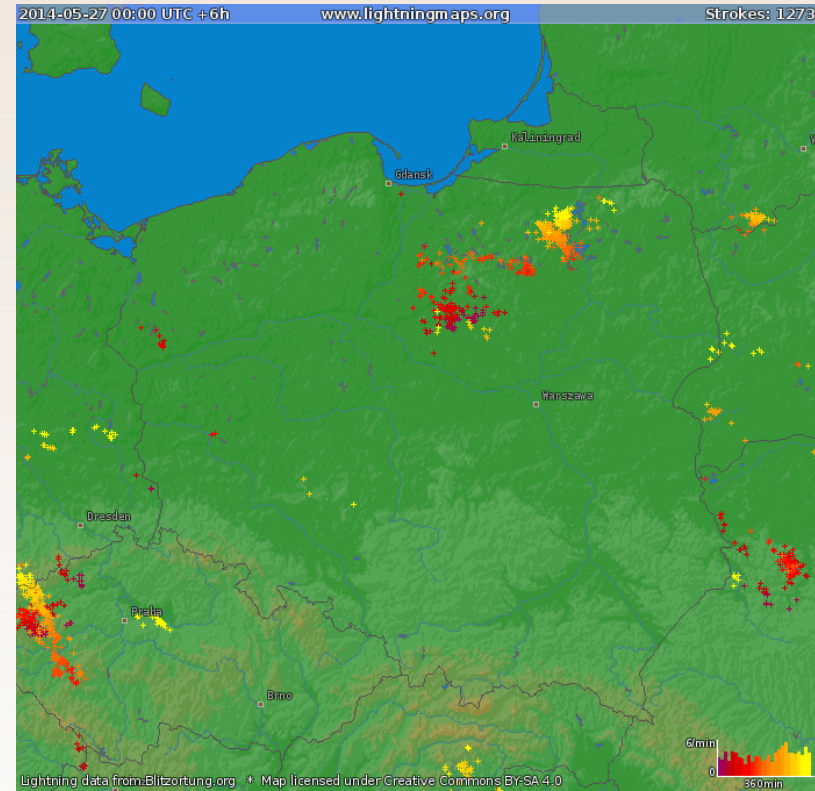 2014-05-27 00:00 UTC +6h www.lightningmaps.org Strokes: 1273
Kaliningrad
V
Gdansk
Warszawa
Dresden
Praha
Brno
6/min
0
360min
Lightning data from Blitzortung.org * Map licensed under Creative Commons BY-SA 4.0